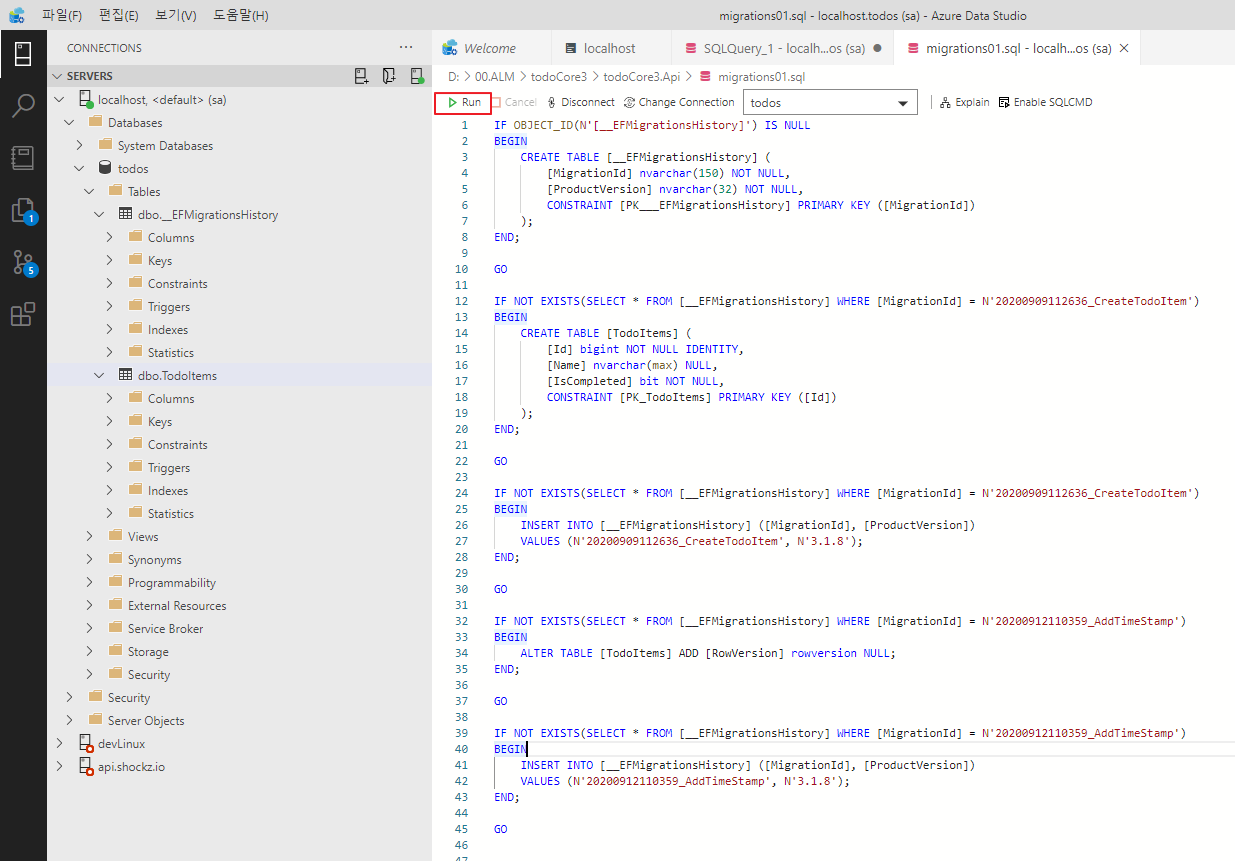 파일(F) 편집(E) 보기(V) 도움말(H) migrations01.sql - localhost.todos (sa) - Azure Data Studio
CONNECTIONS ...
SERVERS
localhost, <default> (sa)
Databases
System Databases
todos
Tables
dbo.__EFMigrationsHistory
Columns
Keys
Constraints
Triggers
Indexes
Statistics
dbo.TodoItems
Columns
Keys
Constraints
Triggers
Indexes
Statistics
Views
Synonyms
Programmability
External Resources
Service Broker
Storage
Security
Security
Server Objects
devLinux
api.shockz.io
1
5
Welcome localhost SQLQuery_1 - localh...os (sa) migrations01.sql - localh...os (sa)
D: > 00.ALM > todoCore3 > todoCore3.Api > migrations01.sql
Run Cancel Disconnect Change Connection todos Explain Enable SQLCMD
1 IF OBJECT_ID(N'[__EFMigrationsHistory]') IS NULL
2 BEGIN
3 CREATE TABLE [__EFMigrationsHistory] (
4 [MigrationId] nvarchar(150) NOT NULL,
5 [ProductVersion] nvarchar(32) NOT NULL,
6 CONSTRAINT [PK___EFMigrationsHistory] PRIMARY KEY ([MigrationId])
7 );
8 END;
9
10 GO
11
12 IF NOT EXISTS(SELECT * FROM [__EFMigrationsHistory] WHERE [MigrationId] = N'20200909112636_CreateTodoItem')
13 BEGIN
14 CREATE TABLE [TodoItems] (
15 [Id] bigint NOT NULL IDENTITY,
16 [Name] nvarchar(max) NULL,
17 [IsCompleted] bit NOT NULL,
18 CONSTRAINT [PK_TodoItems] PRIMARY KEY ([Id])
19 );
20 END;
21
22 GO
23
24 IF NOT EXISTS(SELECT * FROM [__EFMigrationsHistory] WHERE [MigrationId] = N'20200909112636_CreateTodoItem')
25 BEGIN
26 INSERT INTO [__EFMigrationsHistory] ([MigrationId], [ProductVersion])
27 VALUES (N'20200909112636_CreateTodoItem', N'3.1.8');
28 END;
29
30 GO
31
32 IF NOT EXISTS(SELECT * FROM [__EFMigrationsHistory] WHERE [MigrationId] = N'20200912110359_AddTimeStamp')
33 BEGIN
34 ALTER TABLE [TodoItems] ADD [RowVersion] rowversion NULL;
35 END;
36
37 GO
38
39 IF NOT EXISTS(SELECT * FROM [__EFMigrationsHistory] WHERE [MigrationId] = N'20200912110359_AddTimeStamp')
40 BEGIN
41 INSERT INTO [__EFMigrationsHistory] ([MigrationId], [ProductVersion])
42 VALUES (N'20200912110359_AddTimeStamp', N'3.1.8');
43 END;
44
45 GO
46
47